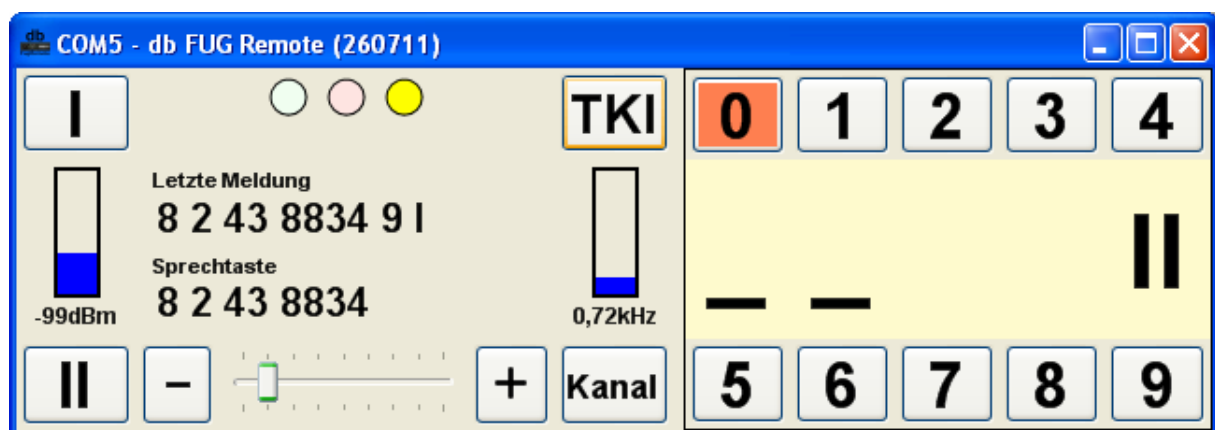 COM5 - db FUG Remote (260711)
I
TKI
0 1 2 3 4
Letzte Meldung
8 2 43 8834 9 I
Sprechtaste
8 2 43 8834
-99dBm
0,72kHz
_ _ II
II
-
+
Kanal
5 6 7 8 9